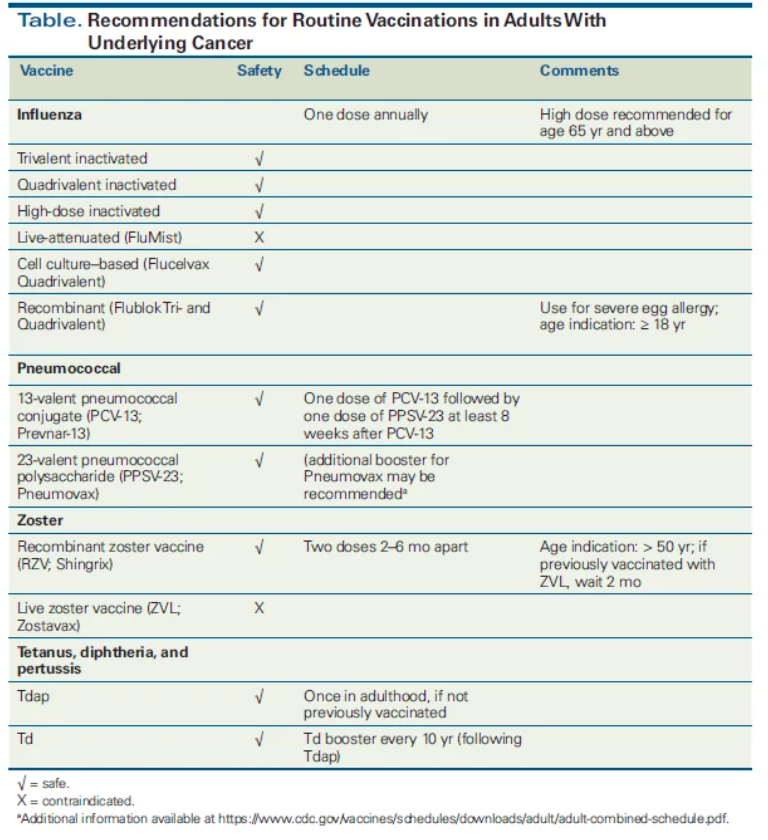 Table. Recommendations for Routine Vaccinations in Adults With
Underlying Cancer
Vaccine Safety Schedule Comments
Influenza One dose annually High dose recommended for
age 65 yr and above
Trivalent inactivated √
Quadrivalent inactivated √
High-dose inactivated √
Live-attenuated (FluMist) X
Cell culture–based (Flucelvax √
Quadrivalent)
Recombinant (Flublok Tri- and √ Use for severe egg allergy;
Quadrivalent) age indication: ≥ 18 yr
Pneumococcal
13-valent pneumococcal √ One dose of PCV-13 followed by
conjugate (PCV-13; one dose of PPSV-23 at least 8
Prevnar-13) weeks after PCV-13
23-valent pneumococcal √ (additional booster for
polysaccharide (PPSV-23; Pneumovax may be
Pneumovax) recommendedᵃ
Zoster
Recombinant zoster vaccine √ Two doses 2–6 mo apart Age indication: > 50 yr; if
(RZV; Shingrix) previously vaccinated with
ZVL, wait 2 mo
Live zoster vaccine (ZVL; X
Zostavax)
Tetanus, diphtheria, and
pertussis
Tdap √ Once in adulthood, if not
previously vaccinated
Td √ Td booster every 10 yr (following
Tdap)
√ = safe.
X = contraindicated.
ᵃAdditional information available at https://www.cdc.gov/vaccines/schedules/downloads/adult/adult-combined-schedule.pdf.